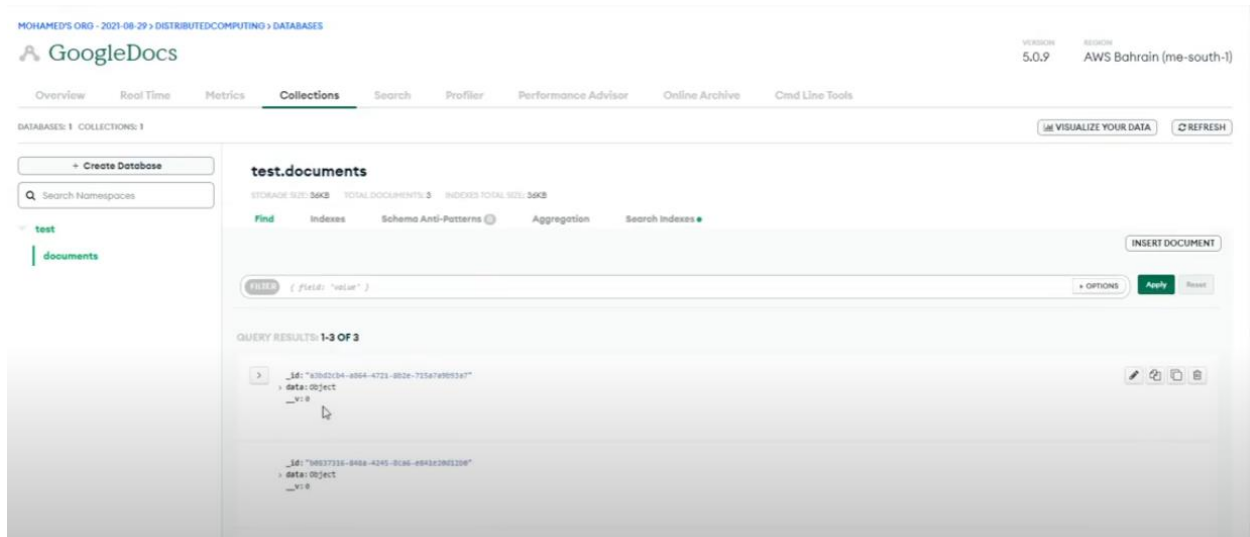 MOHAMED'S ORG - 2021-08-29 > DISTRIBUTEDCOMPUTING > DATABASES
GoogleDocs
VERSION
5.0.9
REGION
AWS Bahrain (me-south-1)
Overview Real Time Metrics Collections Search Profiler Performance Advisor Online Archive Cmd Line Tools
DATABASES: 1 COLLECTIONS: 1
VISUALIZE YOUR DATA
REFRESH
+ Create Database
Search Namespaces
test
documents
test.documents
STORAGE SIZE: 36KB TOTAL DOCUMENTS: 3 INDEXES TOTAL SIZE: 36KB
Find Indexes Schema Anti-Patterns 0 Aggregation Search Indexes
INSERT DOCUMENT
FILTER { field: "value" }
OPTIONS
Apply
Reset
QUERY RESULTS: 1-3 OF 3
_id:
> data: Object
__v: 0
_id:
> data: Object
__v: 0